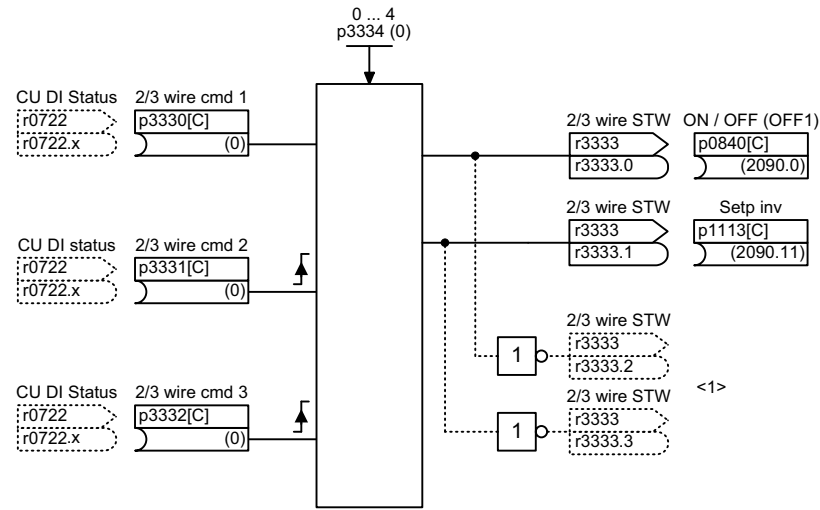 0 ... 4
p3334 (0)
CU DI Status
2/3 wire cmd 1
r0722
p3330[C]
r0722.x
(0)
2/3 wire STW
ON / OFF (OFF1)
r3333
p0840[C]
r3333.0
(2090.0)
2/3 wire STW
Setp inv
r3333
p1113[C]
r3333.1
(2090.11)
CU DI status
2/3 wire cmd 2
r0722
p3331[C]
r0722.x
(0)
2/3 wire STW
r3333
1
r3333.2
<1>
2/3 wire STW
r3333
1
r3333.3
CU DI Status
2/3 wire cmd 3
r0722
p3332[C]
r0722.x
(0)